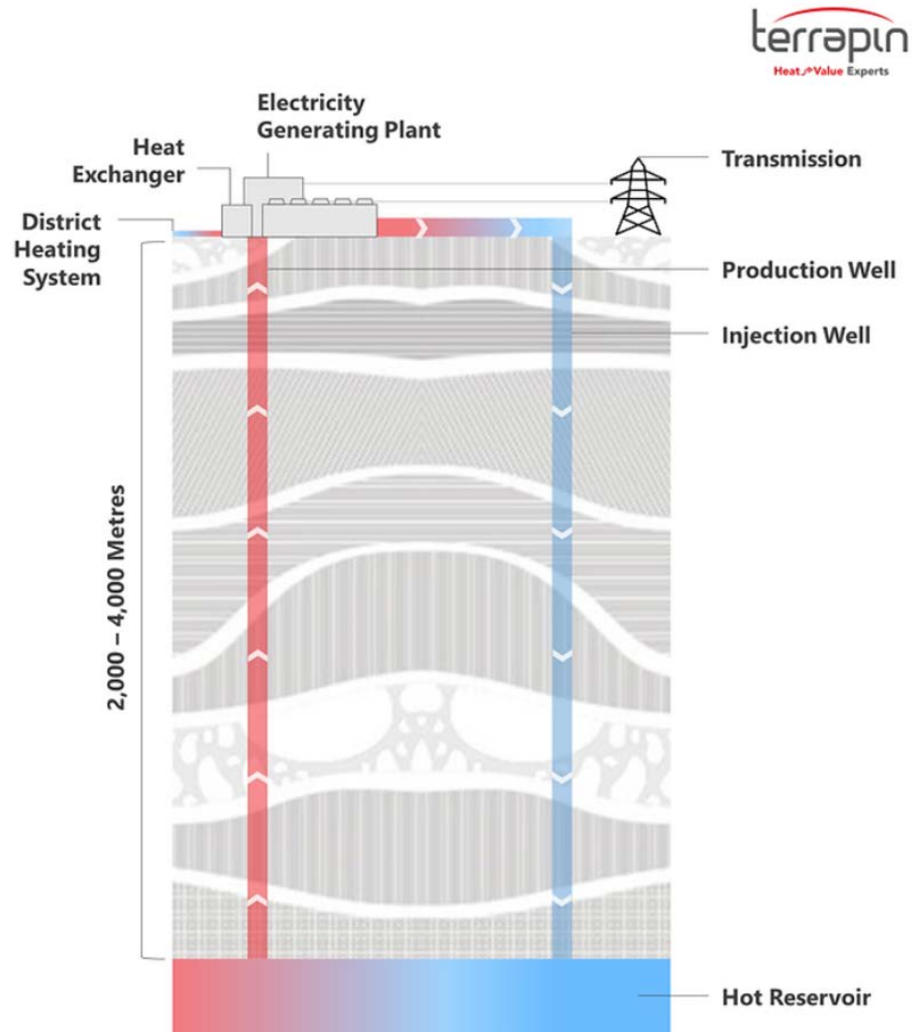 terrapin
Heat Value Experts
Electricity
Generating Plant
Heat
Exchanger
Transmission
District
Heating
System
Production Well
Injection Well
2,000 – 4,000 Metres
Hot Reservoir